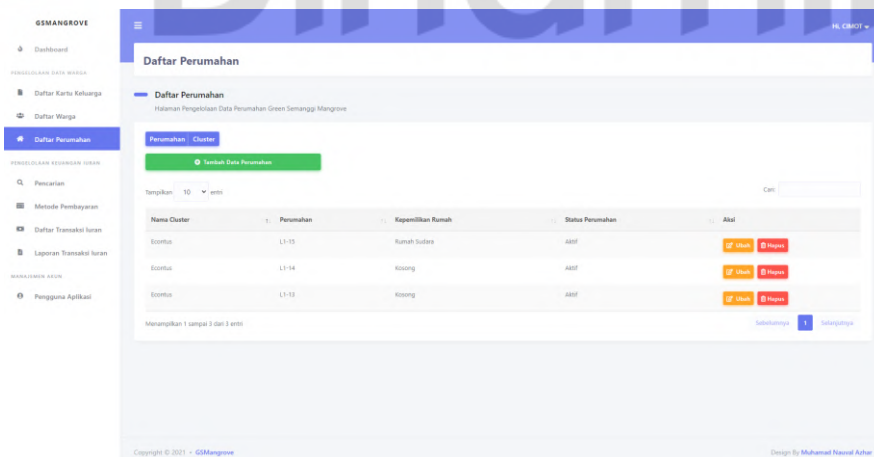 GSMANGROVE
Hi, CIMOT
Dashboard
Daftar Perumahan
PENGELOLAAN DATA WARGA
Daftar Kartu Keluarga
Daftar Perumahan
Halaman Pengelolaan Data Perumahan Green Semanggi Mangrove
Daftar Warga
Daftar Perumahan
Perumahan Cluster
PENGELOLAAN KEUANGAN IURAN
Tambah Data Perumahan
Pencarian
Tampilkan 10 entri
Cari:
Metode Pembayaran
Daftar Transaksi Iuran
Laporan Transaksi Iuran
MANAJEMEN AKUN
Pengguna Aplikasi
Nama Cluster Perumahan Kepemilikan Rumah Status Perumahan Aksi
Econtus L1-15 Rumah Sudara Aktif Ubah Hapus
Econtus L1-14 Kosong Aktif Ubah Hapus
Econtus L1-13 Kosong Aktif Ubah Hapus
Menampilkan 1 sampai 3 dari 3 entri
Sebelumnya 1 Selanjutnya
Copyright © 2021 • GSMangrove
Design By Muhamad Nauval Azhar